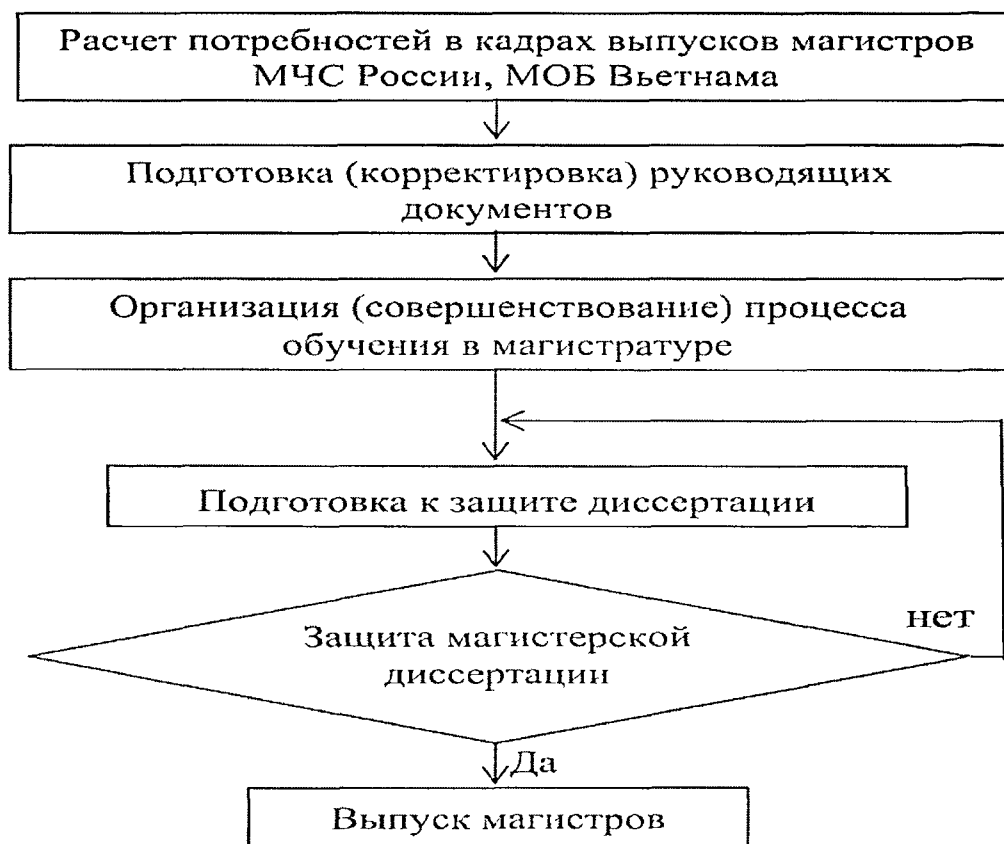 Расчет потребностей в кадрах выпусков магистров
МЧС России, МОБ Вьетнама
Подготовка (корректировка) руководящих
документов
Организация (совершенствование) процесса
обучения в магистратуре
Подготовка к защите диссертации
нет
Защита магистерской
диссертации
Да
Выпуск магистров